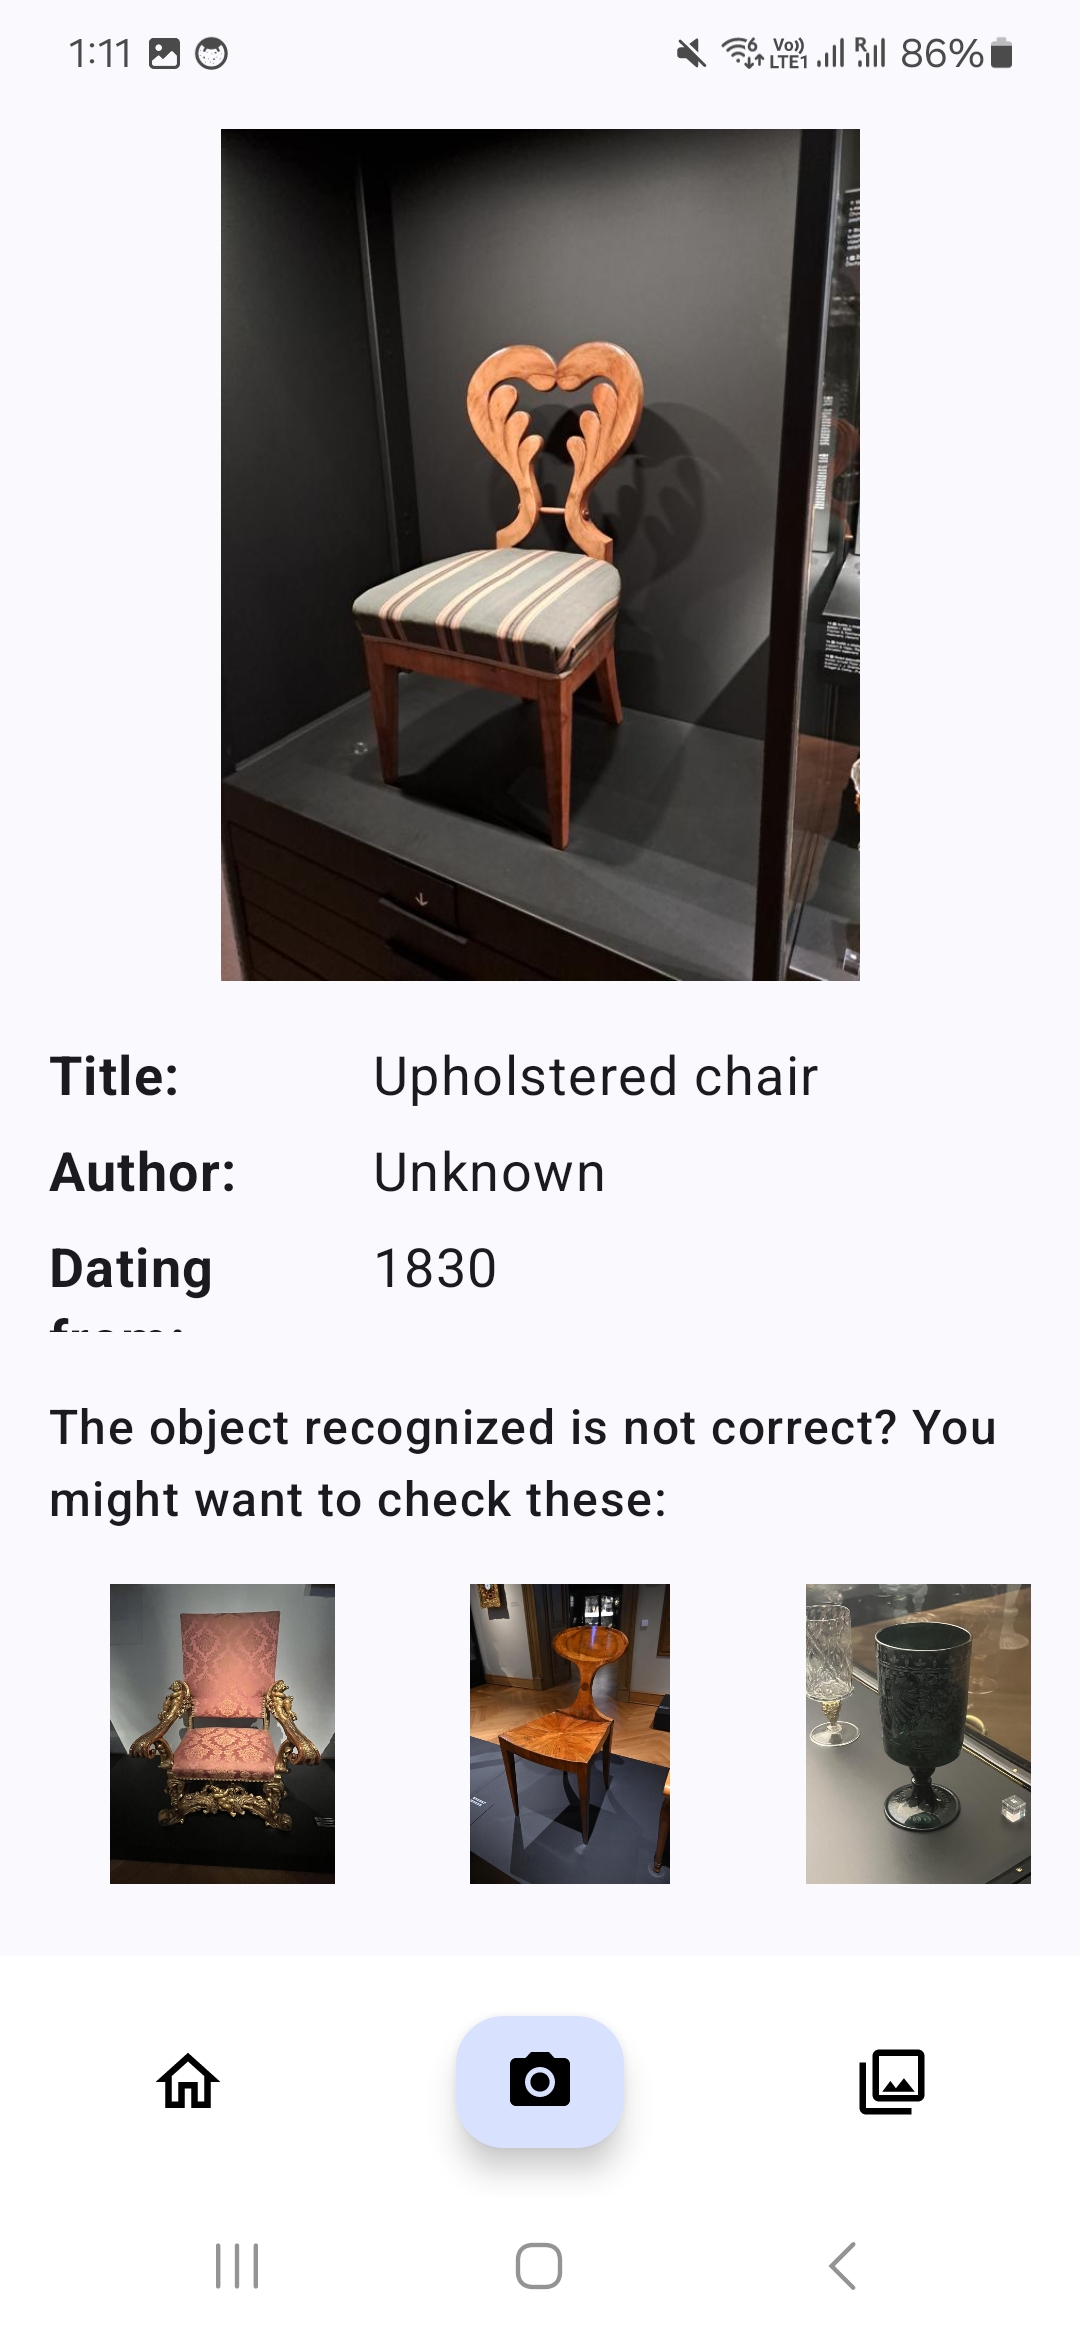 1:11 6 Vo)) LTE1 R 86%
Title: Upholstered chair
Author: Unknown
Dating 1830
from:
The object recognized is not correct? You
might want to check these: